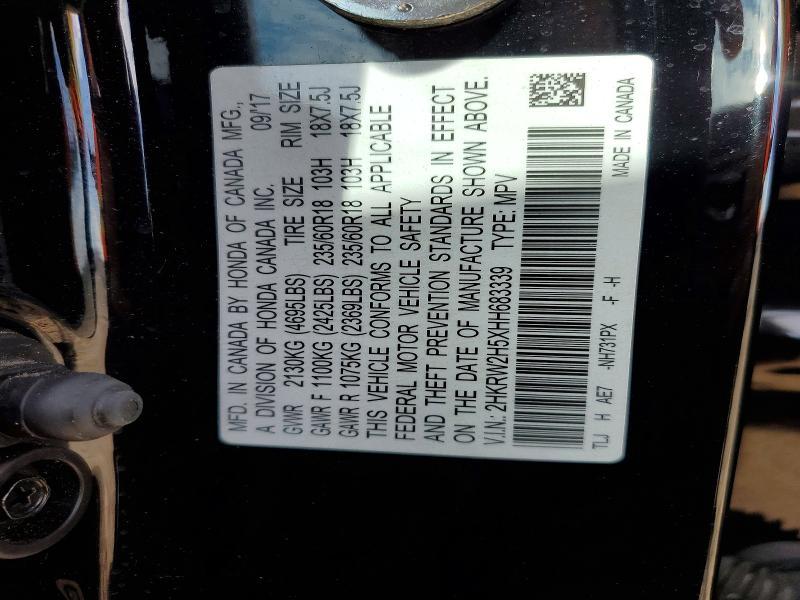 MFD. IN CANADA BY HONDA OF CANADA MFG.,
A DIVISION OF HONDA CANADA INC. 09/17
GVWR 2130KG (4695LBS) TIRE SIZE RIM SIZE
GAWR F 1100KG (2425LBS) 235/60R18 103H 18X7.5J
GAWR R 1075KG (2369LBS) 235/60R18 103H 18X7.5J
THIS VEHICLE CONFORMS TO ALL APPLICABLE
FEDERAL MOTOR VEHICLE SAFETY
AND THEFT PREVENTION STANDARDS IN EFFECT
ON THE DATE OF MANUFACTURE SHOWN ABOVE.
V.I.N.: 2HKRW2H5XHH683339 TYPE: MPV
TLJ H AE7 -NH731PX -F -H MADE IN CANADA